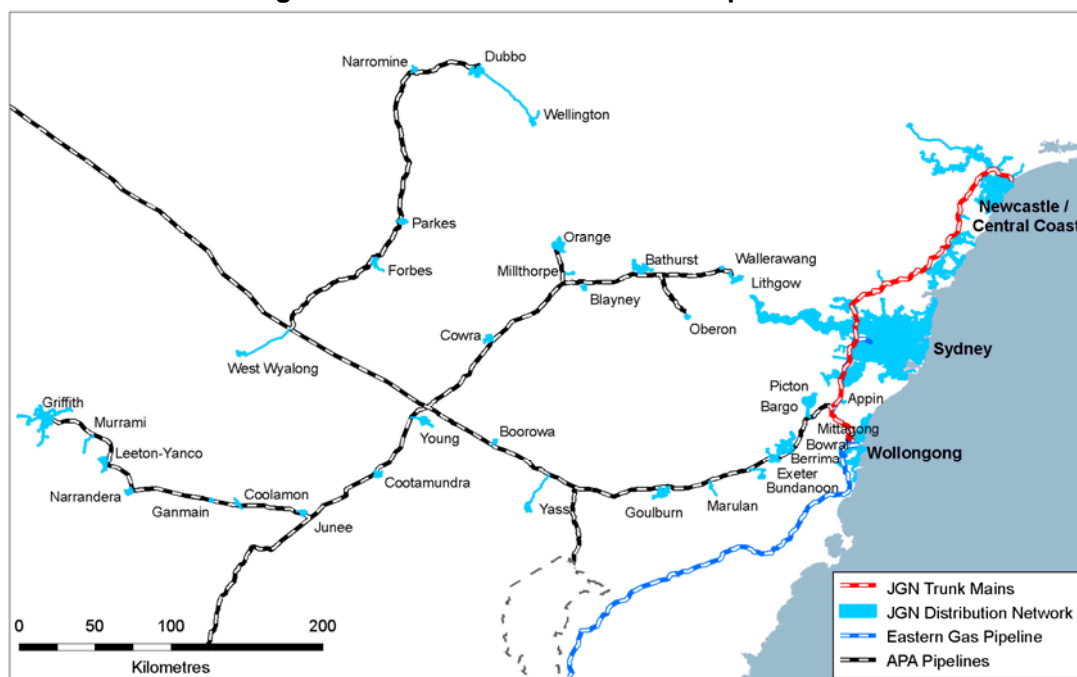 Narromine
Dubbo
Wellington
Parkes
Forbes
West Wyalong
Orange
Millthorpe
Blayney
Bathurst
Wallerawang
Lithgow
Oberon
Cowra
Newcastle /
Central Coast
Sydney
Picton
Bargo
Appin
Mittagong
Bowral
Berrima
Exeter
Bundanoon
Wollongong
Griffith
Murrami
Leeton-Yanco
Narrandera
Ganmain
Coolamon
Junee
Cootamundra
Young
Boorowa
Yass
Goulburn
Marulan
0 50 100 200
Kilometres
JGN Trunk Mains
JGN Distribution Network
Eastern Gas Pipeline
APA Pipelines